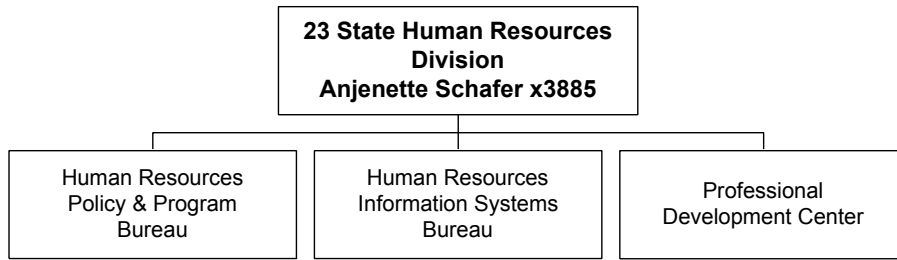 23 State Human Resources
Division
Anjenette Schafer x3885
Human Resources
Policy & Program
Bureau
Human Resources
Information Systems
Bureau
Professional
Development Center